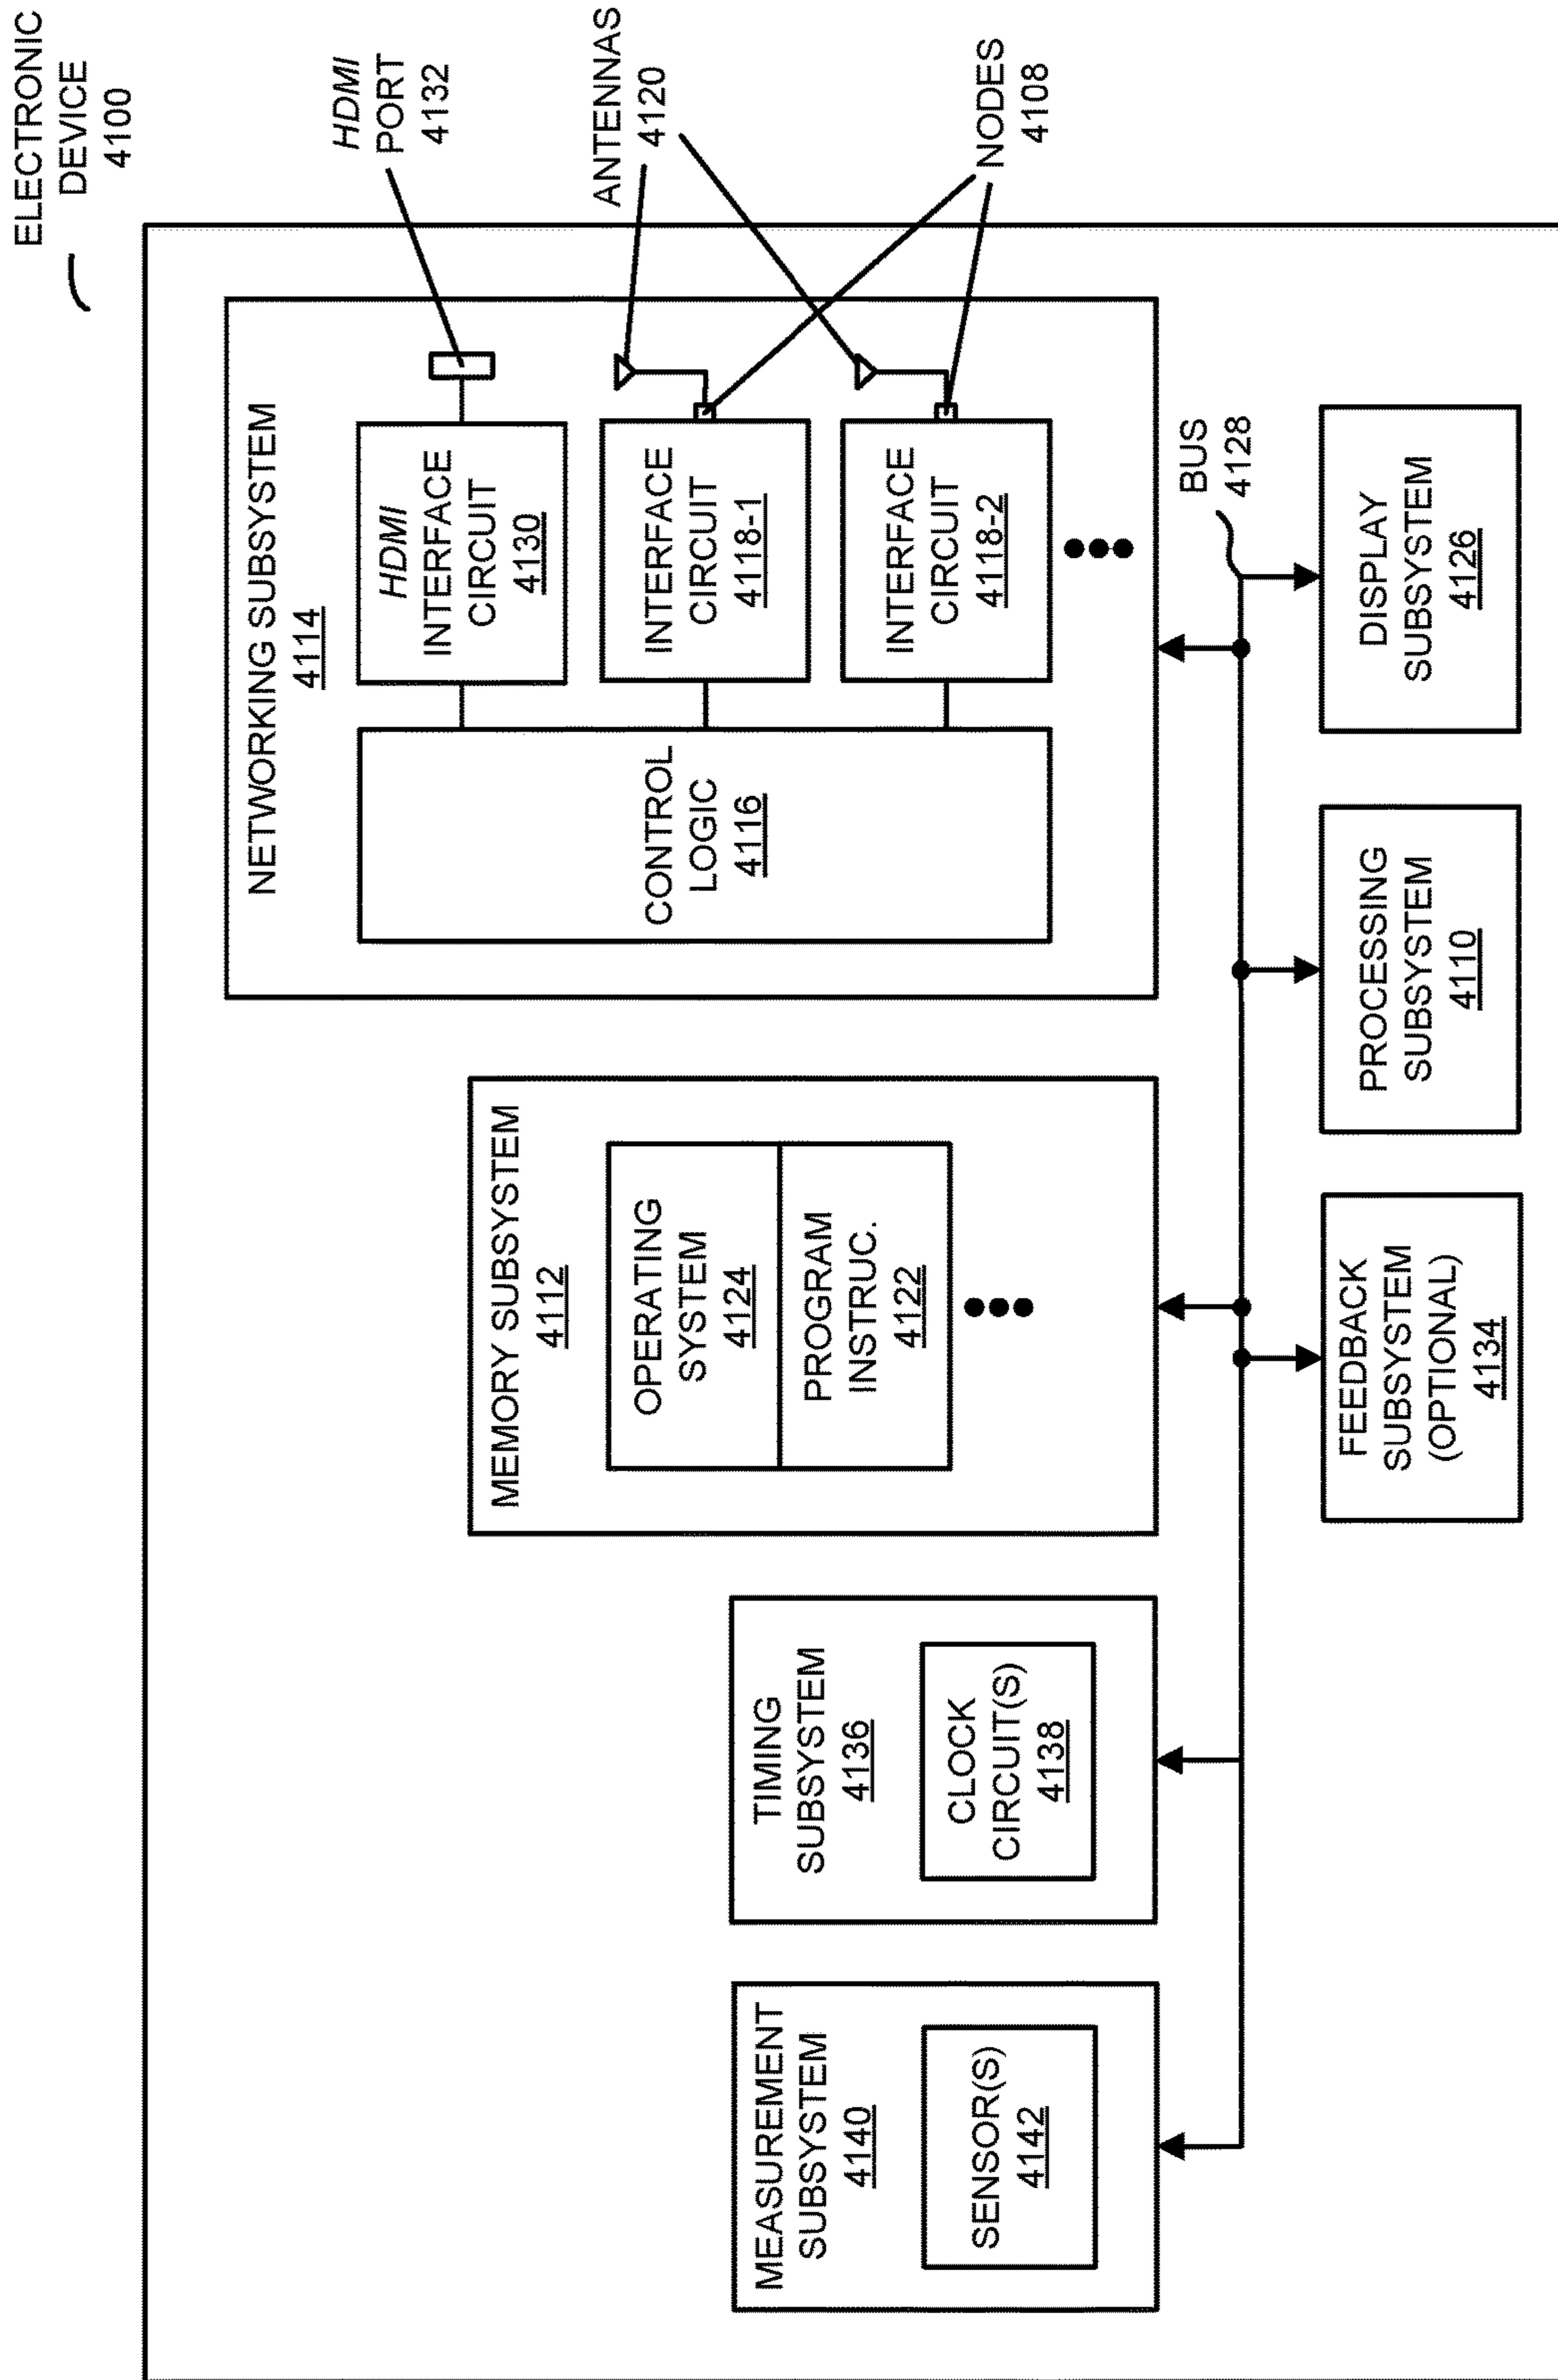 ELECTRONIC
DEVICE
4100
MEASUREMENT
SUBSYSTEM
4140
SENSOR(S)
4142
TIMING
SUBSYSTEM
4136
CLOCK
CIRCUIT(S)
4138
MEMORY SUBSYSTEM
4112
OPERATING
SYSTEM
4124
PROGRAM
INSTRUC.
4122
NETWORKING SUBSYSTEM
4114
CONTROL
LOGIC
4116
HDMI
INTERFACE
CIRCUIT
4130
INTERFACE
CIRCUIT
4118-1
INTERFACE
CIRCUIT
4118-2
HDMI
PORT
4132
ANTENNAS
4120
NODES
4108
BUS
4128
FEEDBACK
SUBSYSTEM
(OPTIONAL)
4134
PROCESSING
SUBSYSTEM
4110
DISPLAY
SUBSYSTEM
4126